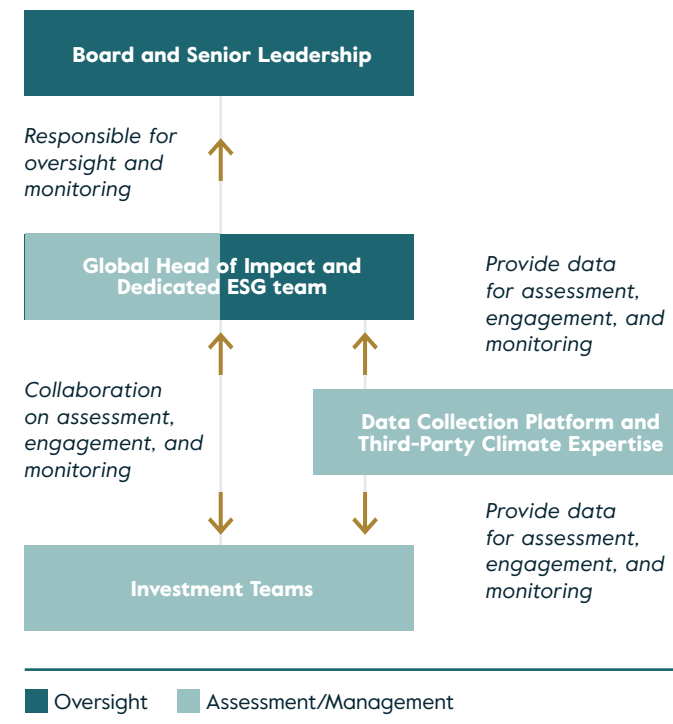 Board and Senior Leadership
Responsible for
oversight and
monitoring
Global Head of Impact and
Dedicated ESG team
Provide data
for assessment,
engagement, and
monitoring
Collaboration
on assessment,
engagement, and
monitoring
Data Collection Platform and
Third-Party Climate Expertise
Provide data
for assessment,
engagement, and
monitoring
Investment Teams
Oversight
Assessment/Management